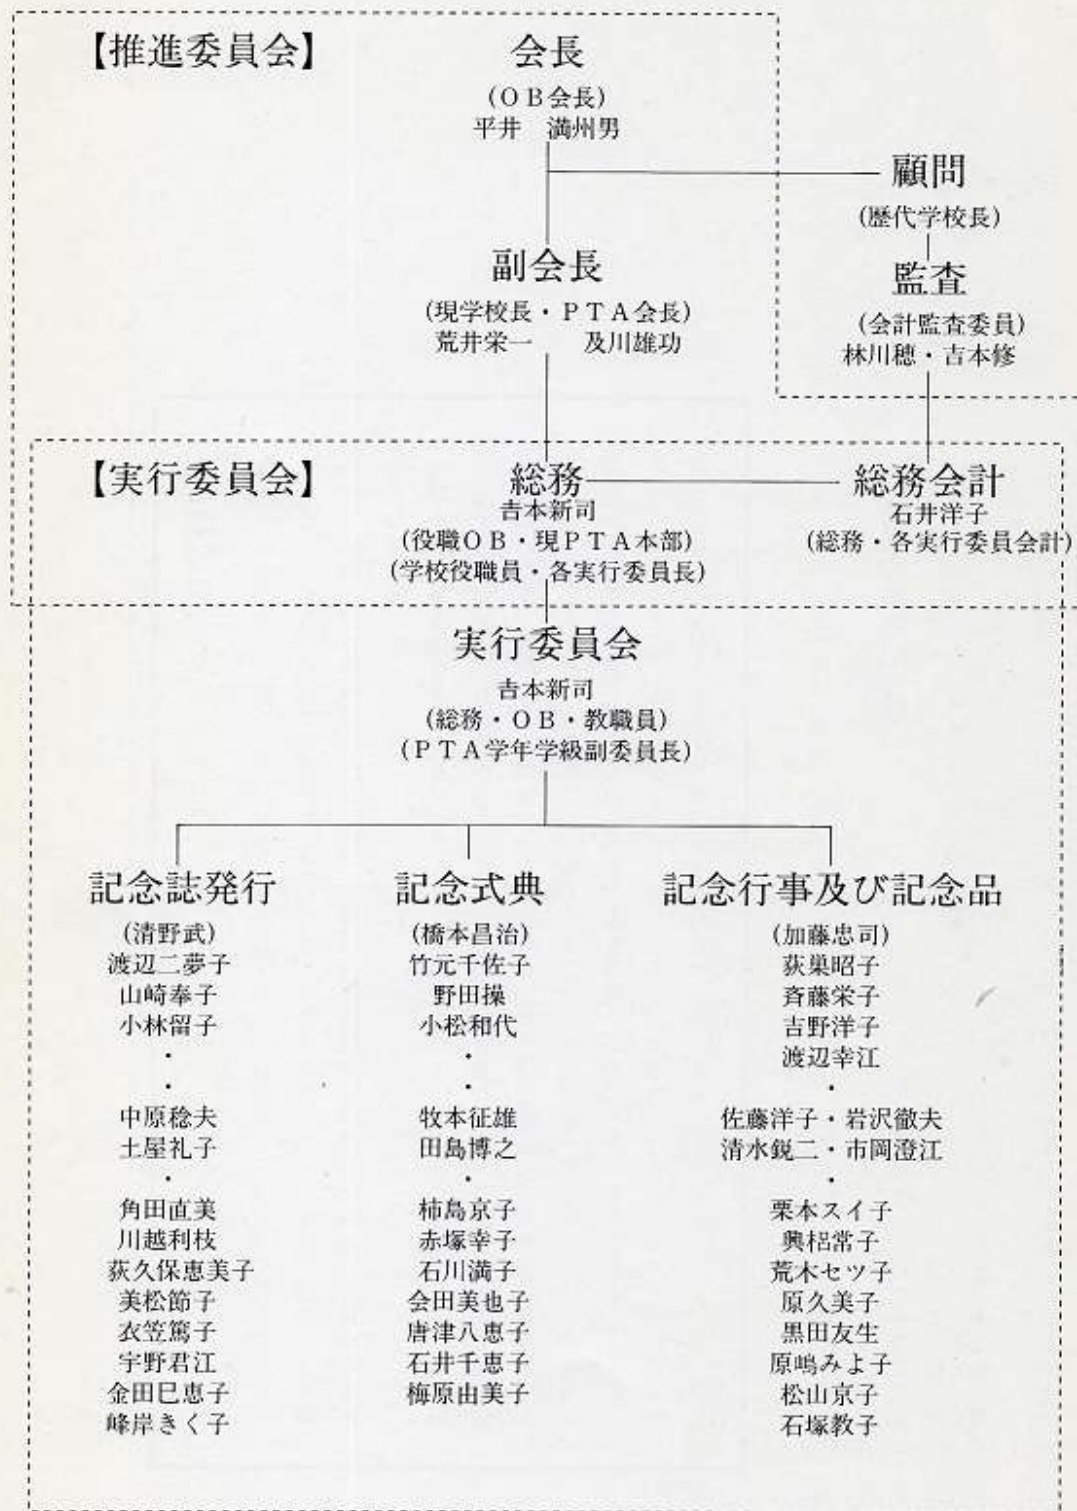 【推進委員会】
会長
(ＯＢ会長)
平井　満州男
顧問
(歴代学校長)
監査
(会計監査委員)
林川穂・吉本修
副会長
(現学校長・ＰＴＡ会長)
荒井栄一　　及川雄功
【実行委員会】
総務
𠮷本新司
(役職ＯＢ・現ＰＴＡ本部)
(学校役職員・各実行委員長)
総務会計
石井洋子
(総務・各実行委員会計)
実行委員会
𠮷本新司
(総務・ＯＢ・教職員)
(ＰＴＡ学年学級副委員長)
記念誌発行
(清野武)
渡辺二夢子
山崎奉子
小林留子
・
・
中原稔夫
土屋礼子
・
角田直美
川越利枝
荻久保恵美子
美松節子
衣笠篤子
宇野君江
金田巳恵子
峰岸きく子
記念式典
(橋本昌治)
竹元千佐子
野田操
小松和代
・
・
牧本征雄
田島博之
・
柿島京子
赤塚幸子
石川満子
会田美也子
唐津八恵子
石井千恵子
梅原由美子
記念行事及び記念品
(加藤忠司)
荻巣昭子
斉藤栄子
吉野洋子
渡辺幸江
・
佐藤洋子・岩沢徹夫
清水鋭二・市岡澄江
・
栗本スイ子
興梠常子
荒木セツ子
原久美子
黒田友生
原嶋みよ子
松山京子
石塚教子